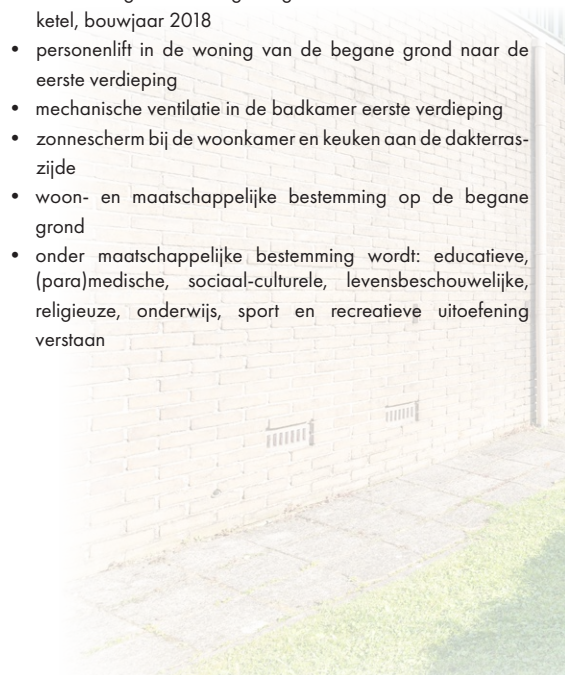 ketel, bouwjaar 2018
• personenlift in de woning van de begane grond naar de
eerste verdieping
• mechanische ventilatie in de badkamer eerste verdieping
• zonnescherm bij de woonkamer en keuken aan de dakterras-
zijde
• woon- en maatschappelijke bestemming op de begane
grond
• onder maatschappelijke bestemming wordt: educatieve,
(para)medische, sociaal-culturele, levensbeschouwelijke,
religieuze, onderwijs, sport en recreatieve uitoefening
verstaan